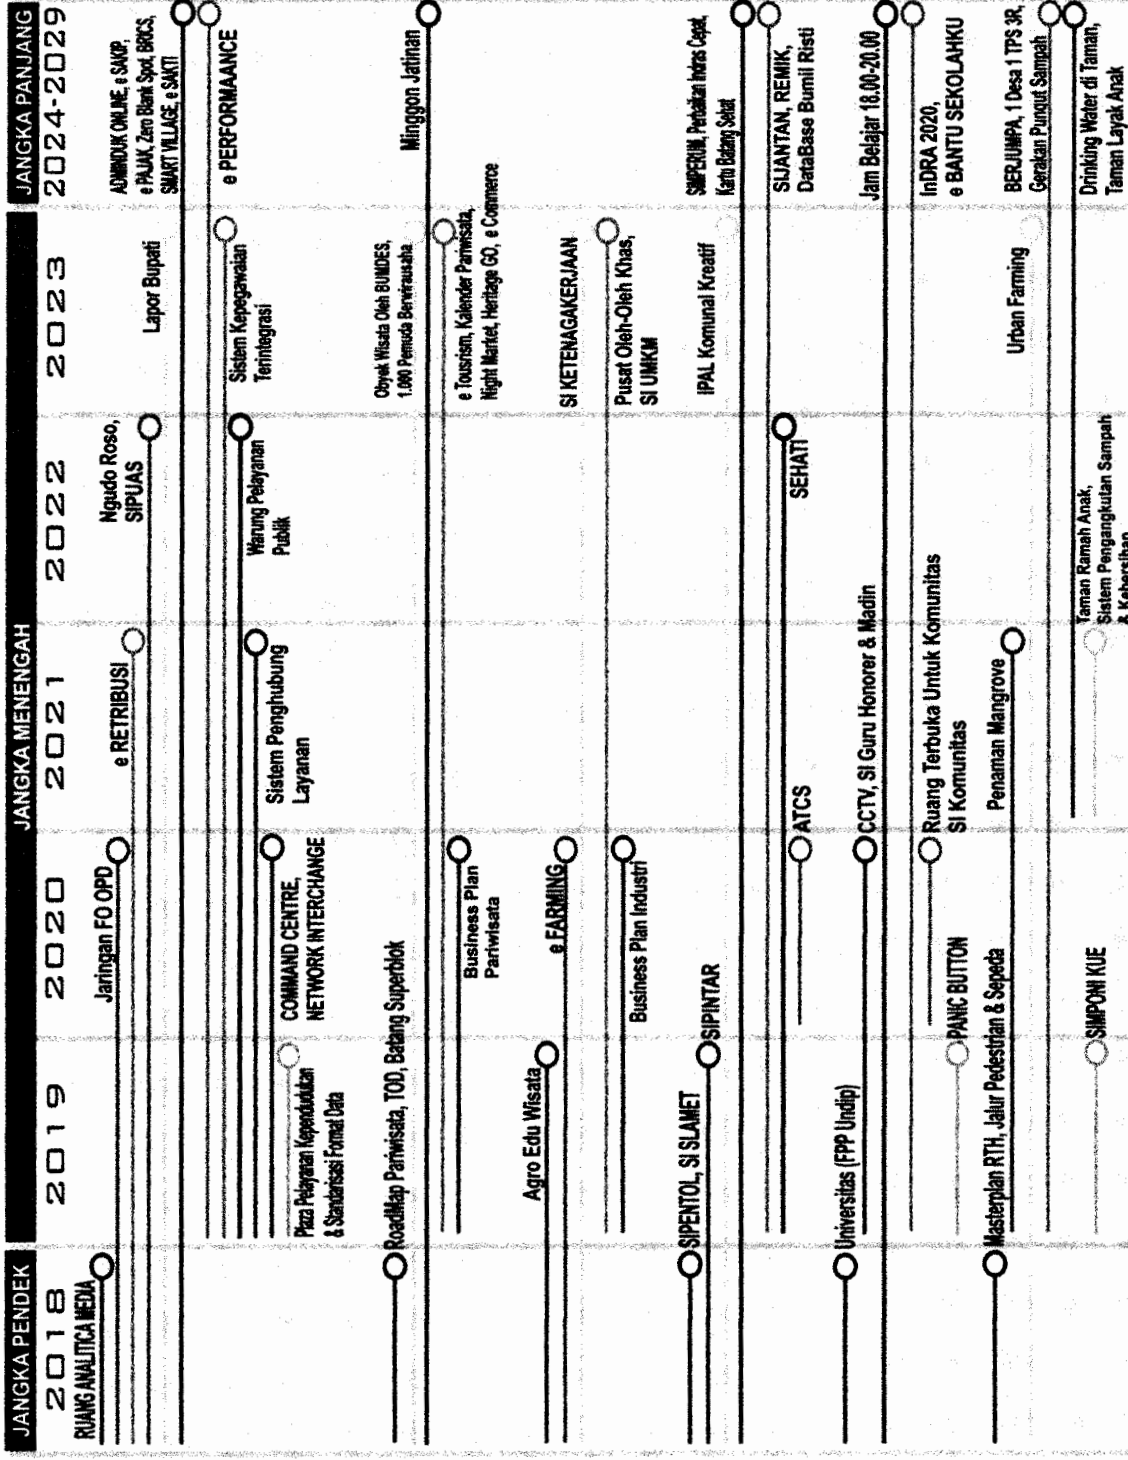 JANGKA PENDEK
JANGKA MENENGAH
JANGKA PANJANG
2018
2019
2020
2021
2022
2023
2024-2029
RUANG ANALITICA MEDIA
Jaringan FO OPD
e RETRIBUSI
Ngudo Roso,
SIPUAS
Lapor Bupati
ADMINDUK ONLINE, e SAKIP,
e PAJAK, Zero Blank Spot, BRICS,
SMART VILLAGE, e SAKTI
e PERFORMAANCE
Sistem Kepegawaian
Terintegrasi
Warung Pelayanan
Publik
Sistem Penghubung
Layanan
COMMAND CENTRE,
NETWORK INTERCHANGE
Plaza Pelayanan Kependudukan
& Standarisasi Format Data
RoadMap Pariwisata, TOD, Batang Superblok
Obyek Wisata Oleh BUMDES,
1.000 Pemuda Berwirausaha
Minggon Jatinan
e Tousrism, Kalender Pariwisata,
Night Market, Heritage GO, e Commerce
Business Plan
Pariwisata
Agro Edu Wisata
e FARMING
SI KETENAGAKERJAAN
Pusat Oleh-Oleh Khas,
SI UMKM
Business Plan Industri
SIPENTOL, SI SLAMET
SIPINTAR
IPAL Komunal Kreatif
SIMPERUM, Perbaikan Infras Cepat,
Kartu Batang Sehat
SIJANTAN, REMIK,
DataBase Bumil Risti
SEHATI
ATCS
Universitas (FPP Undip)
CCTV, SI Guru Honorer & Madin
Jam Belajar 18.00-20.00
InDRA 2020,
e BANTU SEKOLAHKU
Ruang Terbuka Untuk Komunitas
SI Komunitas
PANIC BUTTON
Masterplan RTH, Jalur Pedestrian & Sepeda
Penaman Mangrove
Urban Farming
BERJUMPA, 1 Desa 1 TPS 3R,
Gerakan Pungut Sampah
Drinking Water di Taman,
Taman Layak Anak
Taman Ramah Anak,
Sistem Pengangkutan Sampah
& Kebersihan
SIMPONI KUE